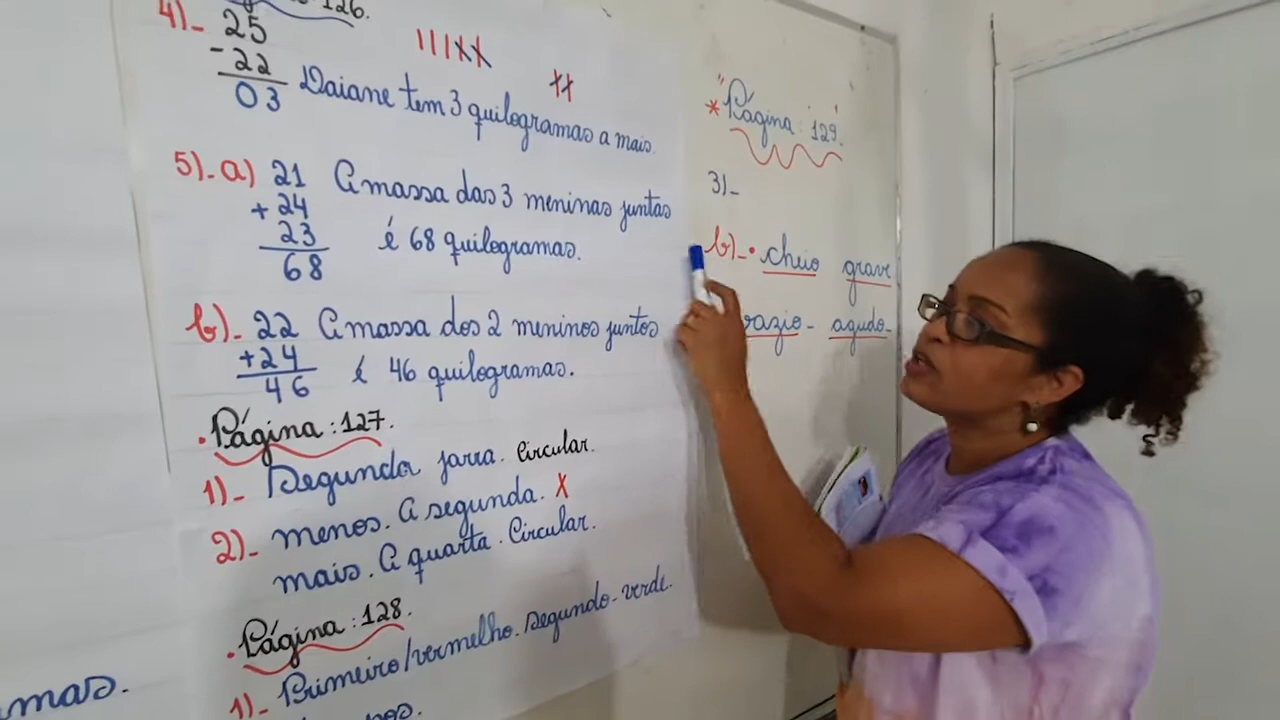 126.
4)- 25
- 22
03 Daiane tem 3 quilogramas a mais.
5)- a) 21 A massa das 3 meninas juntas
+ 24
23 é 68 quilogramas.
68
b)- 22 A massa dos 2 meninos juntos
+24 é 46 quilogramas.
46
. Página : 127.
1)- Segunda jarra. Circular.
2)- menos. A segunda. X
mais. A quarta. Circular.
. Página : 128.
1)- Primeiro/vermelho. segundo-verde.
mas.
" * Página : 129. "
3)-
b)- • cheio grave
vazio - agudo-